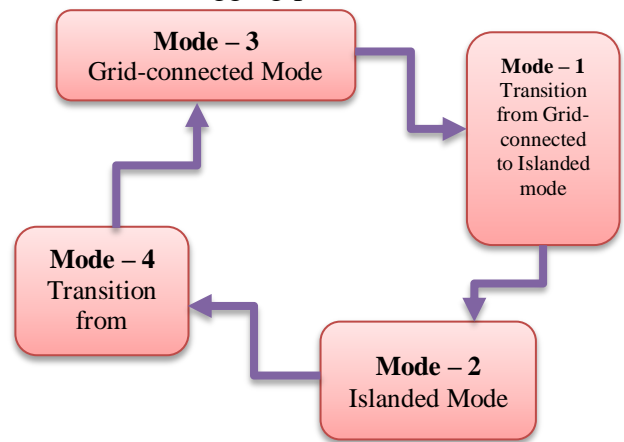 Mode – 3
Grid-connected Mode
Mode – 1
Transition
from Grid-
connected
to Islanded
mode
Mode – 4
Transition
from
Mode – 2
Islanded Mode